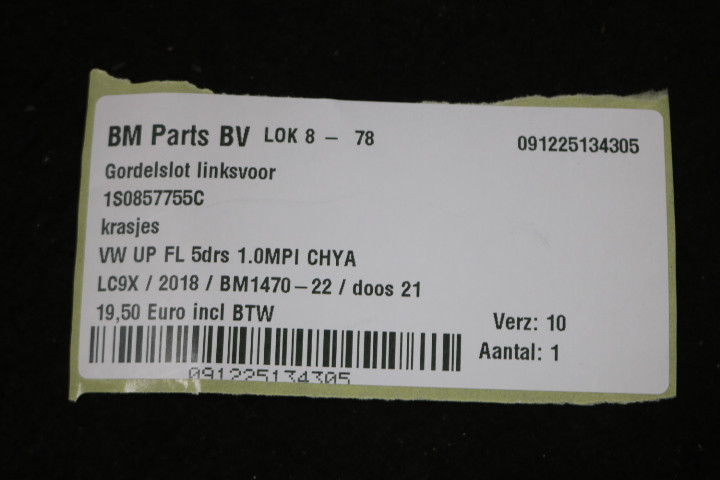 BM Parts BV LOK 8 - 78 091225134305
Gordelslot linksvoor
1S0857755C
krasjes
VW UP FL 5drs 1.0MPI CHYA
LC9X / 2018 / BM1470-22 / doos 21
19,50 Euro incl BTW
Verz: 10
Aantal: 1
091225134305